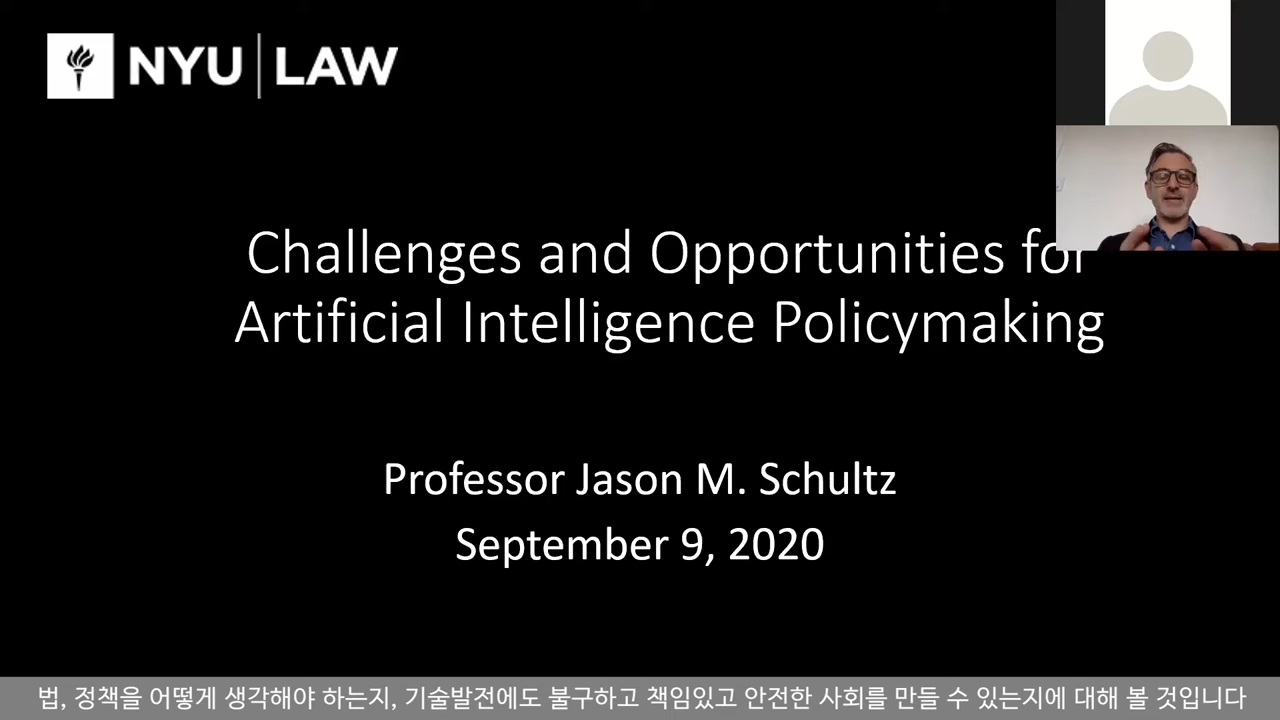 NYU | LAW
Challenges and Opportunities for
Artificial Intelligence Policymaking
Professor Jason M. Schultz
September 9, 2020
법, 정책을 어떻게 생각해야 하는지, 기술발전에도 불구하고 책임있고 안전한 사회를 만들 수 있는지에 대해 볼 것입니다